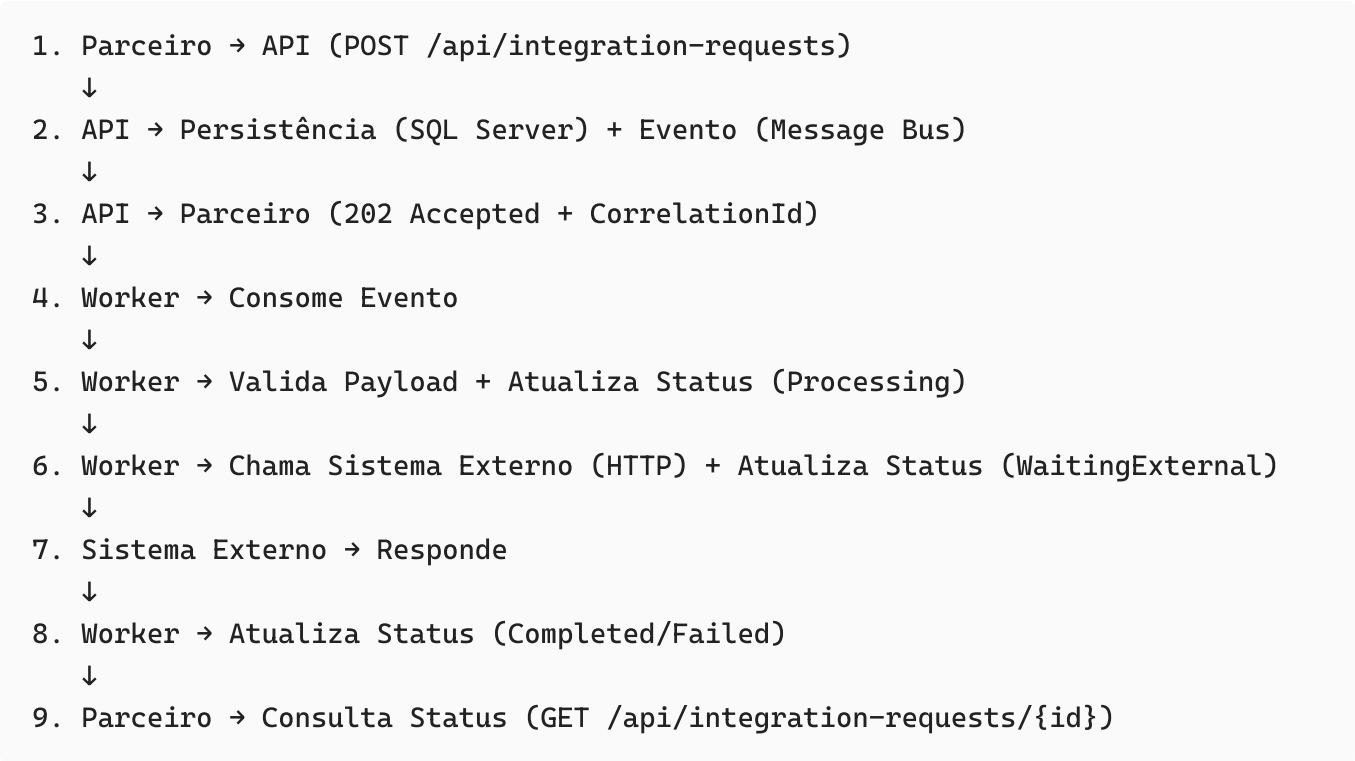 1. Parceiro → API (POST /api/integration-requests)
↓
2. API → Persistência (SQL Server) + Evento (Message Bus)
↓
3. API → Parceiro (202 Accepted + CorrelationId)
↓
4. Worker → Consome Evento
↓
5. Worker → Valida Payload + Atualiza Status (Processing)
↓
6. Worker → Chama Sistema Externo (HTTP) + Atualiza Status (WaitingExternal)
↓
7. Sistema Externo → Responde
↓
8. Worker → Atualiza Status (Completed/Failed)
↓
9. Parceiro → Consulta Status (GET /api/integration-requests/{id})